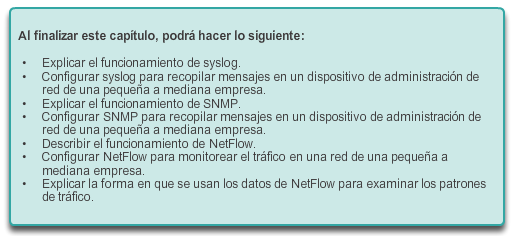 Al finalizar este capítulo, podrá hacer lo siguiente:
• Explicar el funcionamiento de syslog.
• Configurar syslog para recopilar mensajes en un dispositivo de administración de
red de una pequeña a mediana empresa.
• Explicar el funcionamiento de SNMP.
• Configurar SNMP para recopilar mensajes en un dispositivo de administración de
red de una pequeña a mediana empresa.
• Describir el funcionamiento de NetFlow.
• Configurar NetFlow para monitorear el tráfico en una red de una pequeña a
mediana empresa.
• Explicar la forma en que se usan los datos de NetFlow para examinar los patrones
de tráfico.